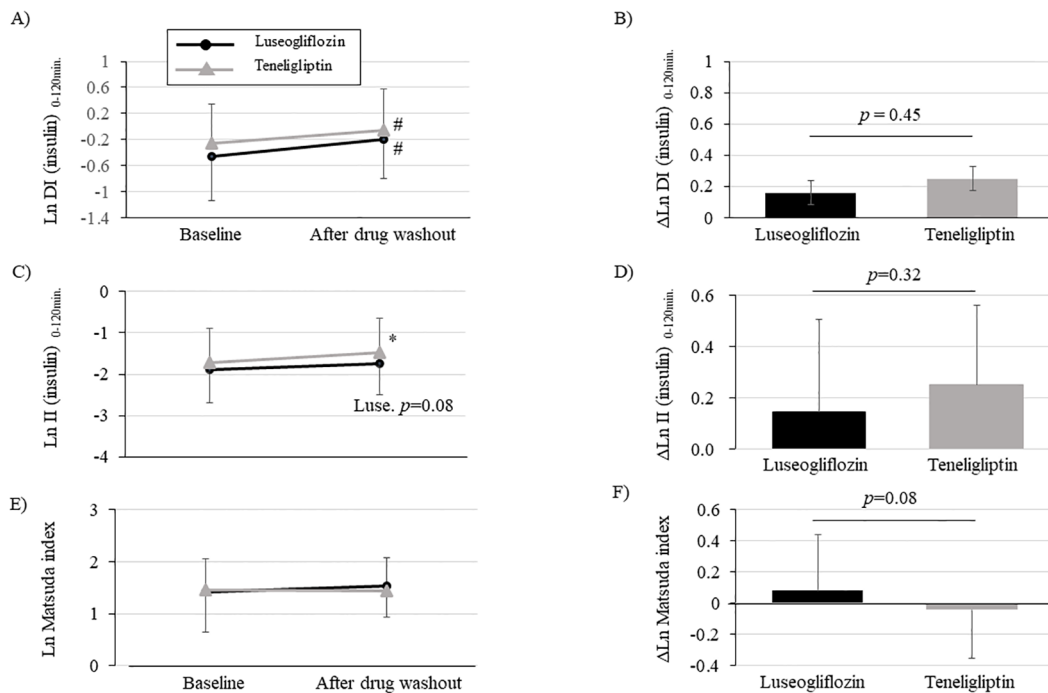 A)
Luseogliflozin
Teneligliptin
Ln DI (insulin) 0-120min.
1
0.6
0.2
-0.2
-0.6
-1
-1.4
#
#
Baseline
After drug washout
B)
ΔLn DI (insulin) 0-120min.
1
0.8
0.6
0.4
0.2
0
p = 0.45
Luseogliflozin
Teneligliptin
C)
Ln II (insulin) 0-120min.
0
-1
-2
-3
-4
*
Luse. p=0.08
D)
ΔLn II (insulin) 0-120min.
0.6
0.4
0.2
0.0
p=0.32
Luseogliflozin
Teneligliptin
E)
Ln Matsuda index
3
2
1
0
Baseline
After drug washout
F)
ΔLn Matsuda index
0.6
0.4
0.2
0
-0.2
-0.4
p=0.08
Luseogliflozin
Teneligliptin